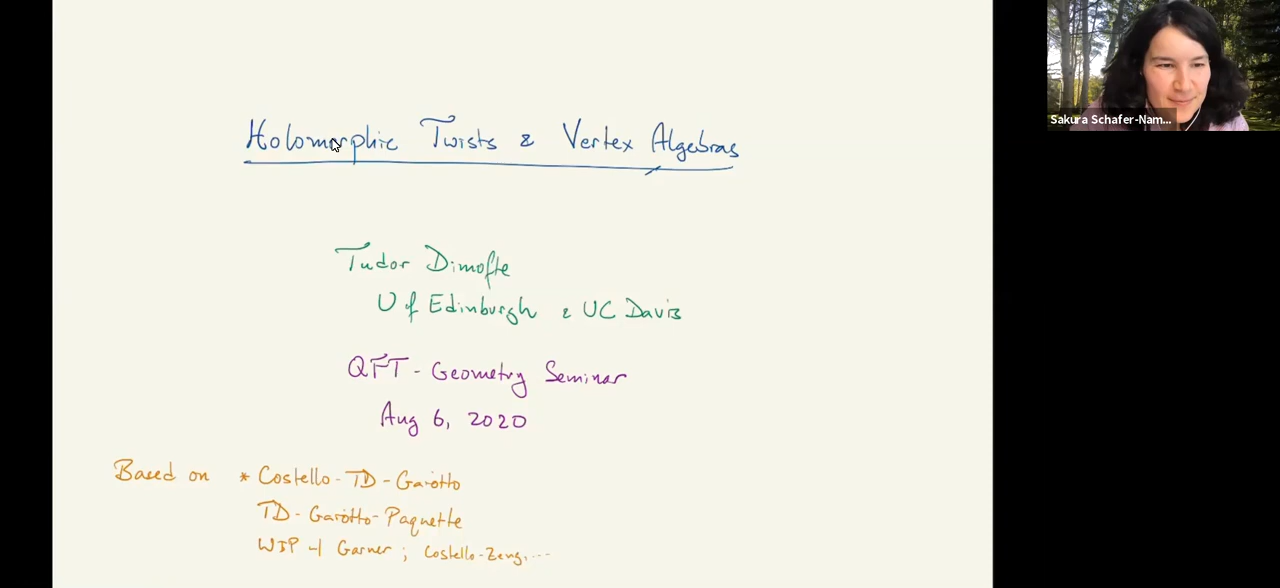 Holomorphic Twists & Vertex Algebras
Tudor Dimofte
U of Edinburgh & UC Davis
QFT - Geometry Seminar
Aug 6, 2020
Based on * Costello - TD - Gaiotto
TD - Gaiotto - Paquette
WIP w/ Garner ; Costello-Zeng, ...
Sakura Schafer-Nam...